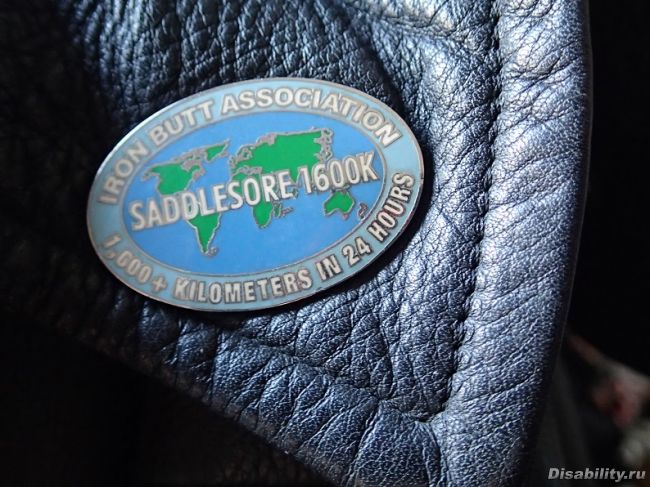 IRON BUTT ASSOCIATION
SADDLESORE 1600K
1,600+ KILOMETERS IN 24 HOURS
Disability.ru